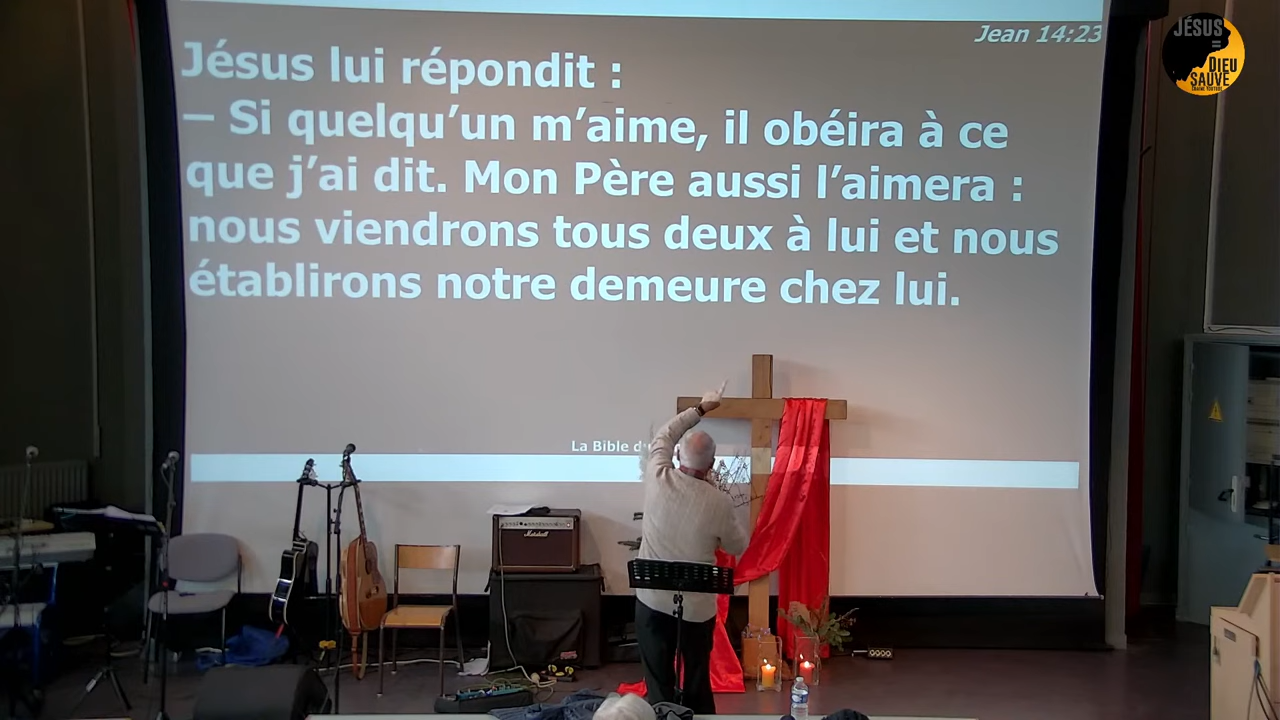 Jean 14:23
JÉSUS
=
DIEU
SAUVE
Jésus lui répondit :
— Si quelqu’un m’aime, il obéira à ce
que j’ai dit. Mon Père aussi l’aimera :
nous viendrons tous deux à lui et nous
établirons notre demeure chez lui.
La Bible
Marshall